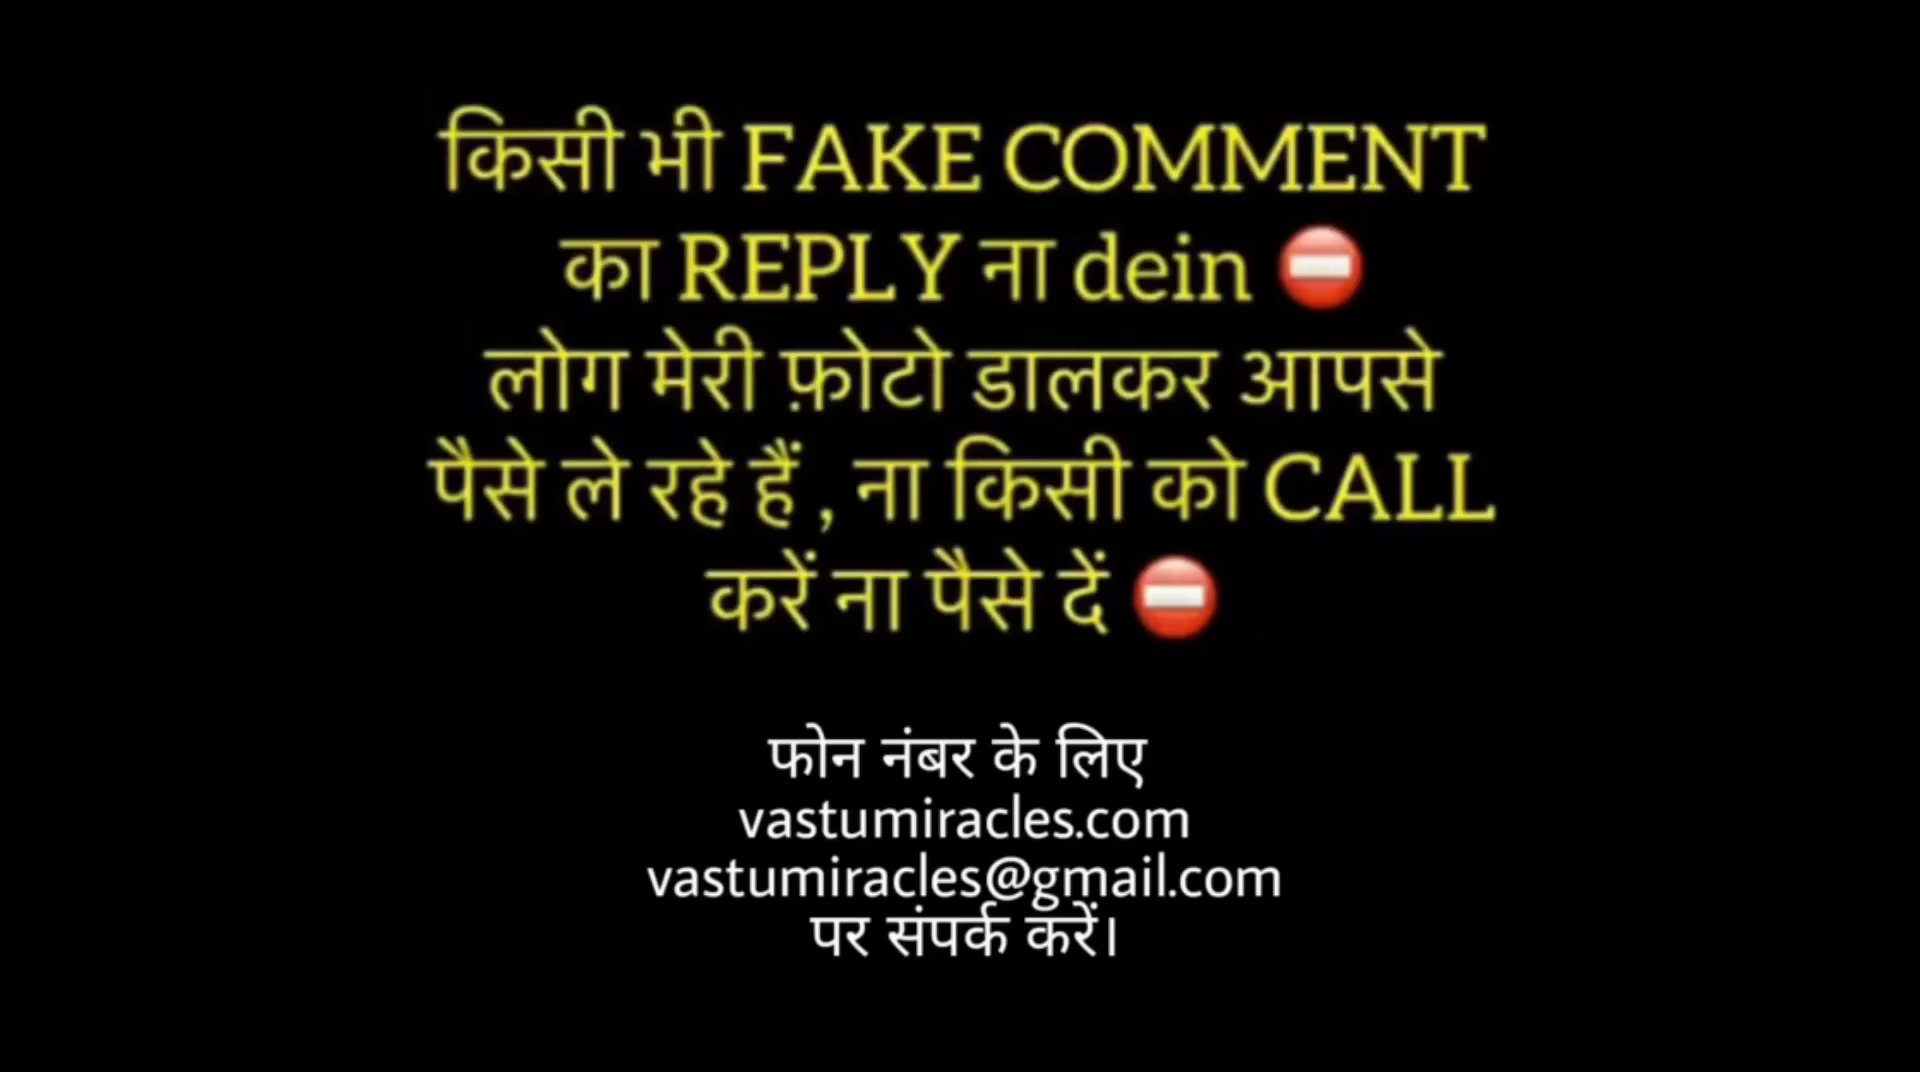 किसी भी FAKE COMMENT
का REPLY ना dein ⛔
लोग मेरी फ़ोटो डालकर आपसे
पैसे ले रहे हैं , ना किसी को CALL
करें ना पैसे दें ⛔
फोन नंबर के लिए
vastumiracles.com
vastumiracles@gmail.com
पर संपर्क करें।